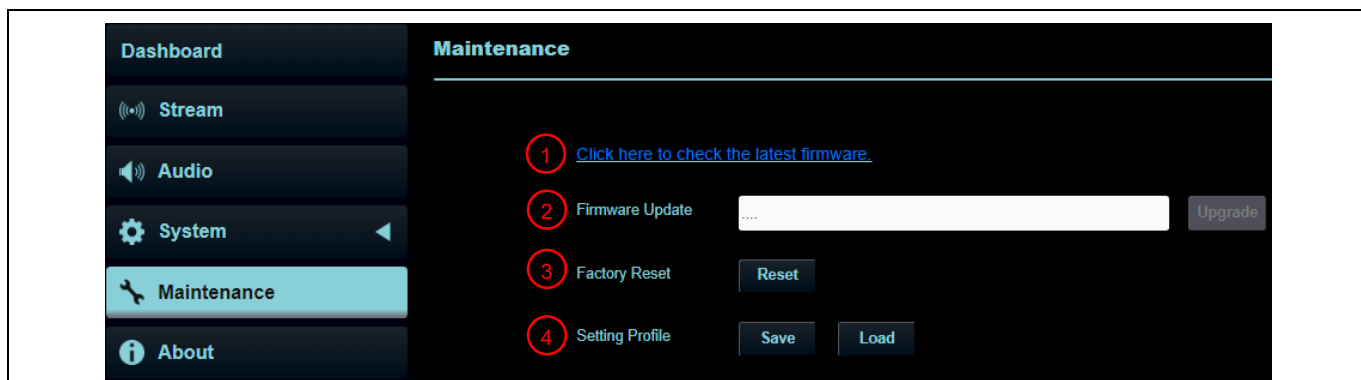 Dashboard
Stream
Audio
System
Maintenance
About
Maintenance
1 Click here to check the latest firmware.
2 Firmware Update .... Upgrade
3 Factory Reset Reset
4 Setting Profile Save Load